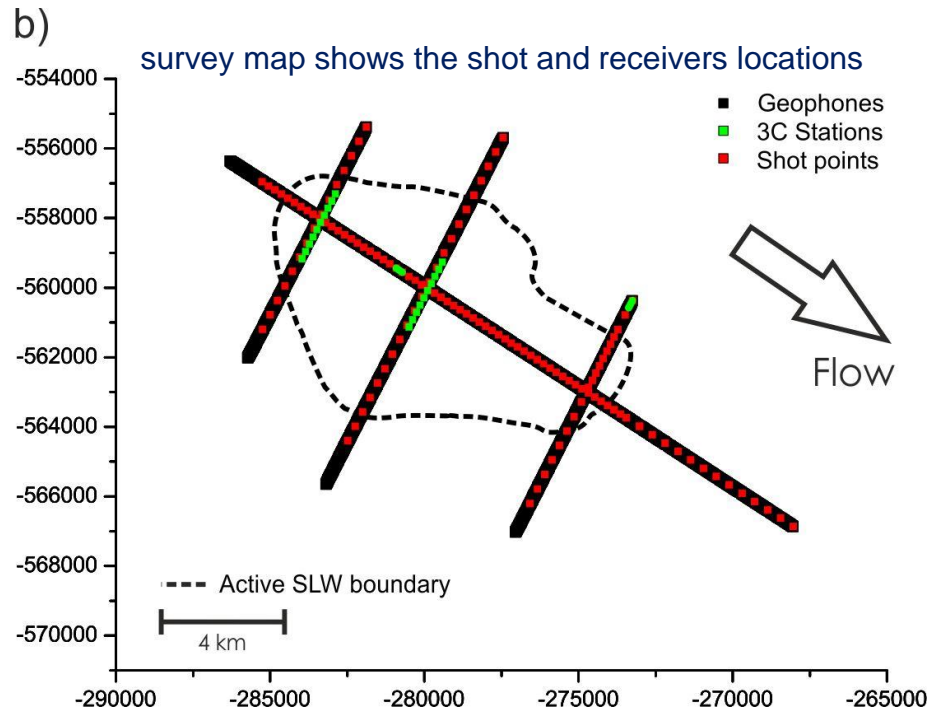 b)
survey map shows the shot and receivers locations
-554000
-556000
-558000
-560000
-562000
-564000
-566000
-568000
-570000
Geophones
3C Stations
Shot points
Flow
Active SLW boundary
4 km
-290000
-285000
-280000
-275000
-270000
-265000